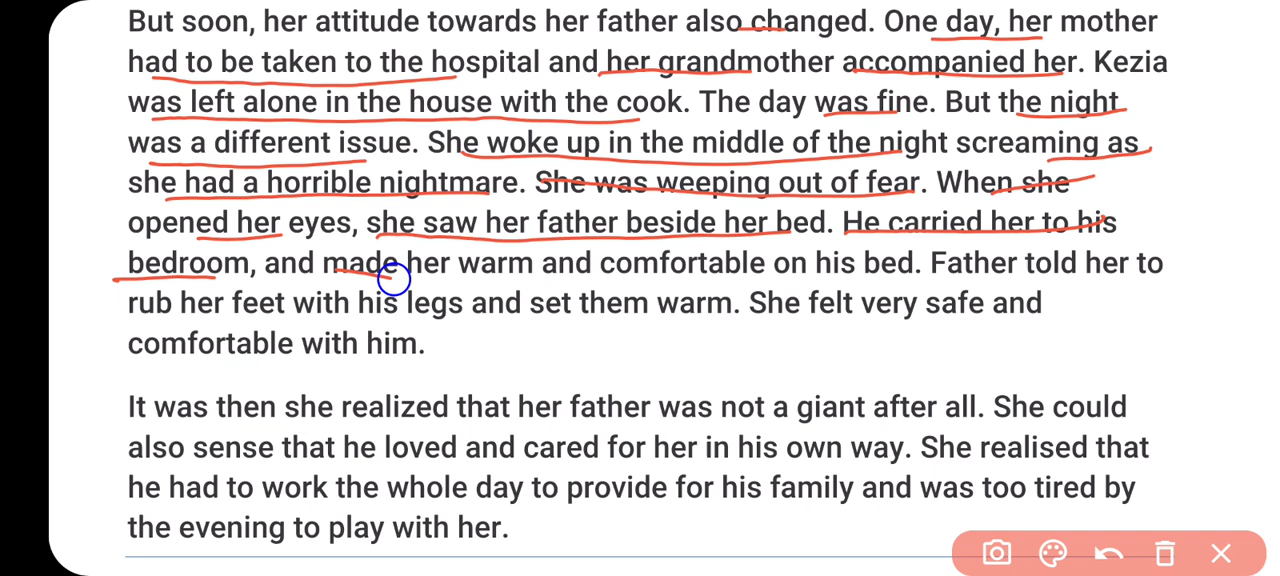 But soon, her attitude towards her father also changed. One day, her mother
had to be taken to the hospital and her grandmother accompanied her. Kezia
was left alone in the house with the cook. The day was fine. But the night
was a different issue. She woke up in the middle of the night screaming as
she had a horrible nightmare. She was weeping out of fear. When she
opened her eyes, she saw her father beside her bed. He carried her to his
bedroom, and made her warm and comfortable on his bed. Father told her to
rub her feet with his legs and set them warm. She felt very safe and
comfortable with him.
It was then she realized that her father was not a giant after all. She could
also sense that he loved and cared for her in his own way. She realised that
he had to work the whole day to provide for his family and was too tired by
the evening to play with her.